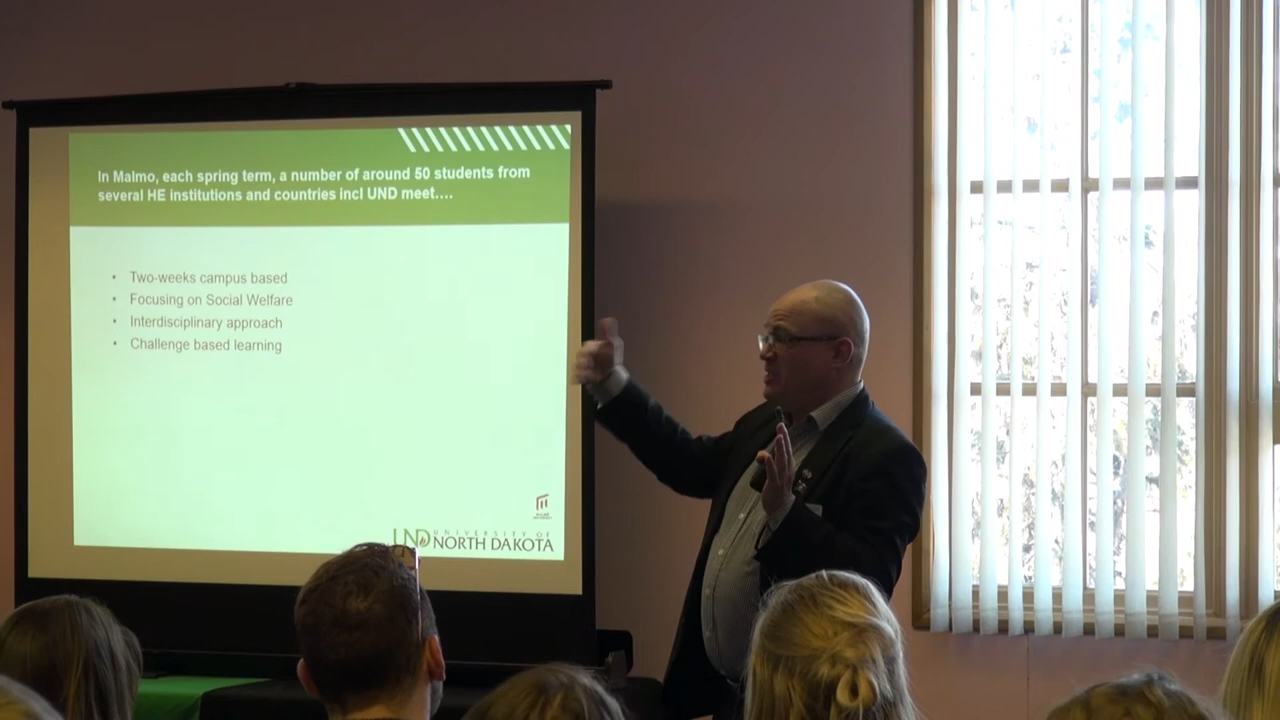 In Malmo, each spring term, a number of around 50 students from
several HE institutions and countries incl UND meet....
• Two-weeks campus based
• Focusing on Social Welfare
• Interdisciplinary approach
• Challenge based learning
UND UNIVERSITY OF
NORTH DAKOTA